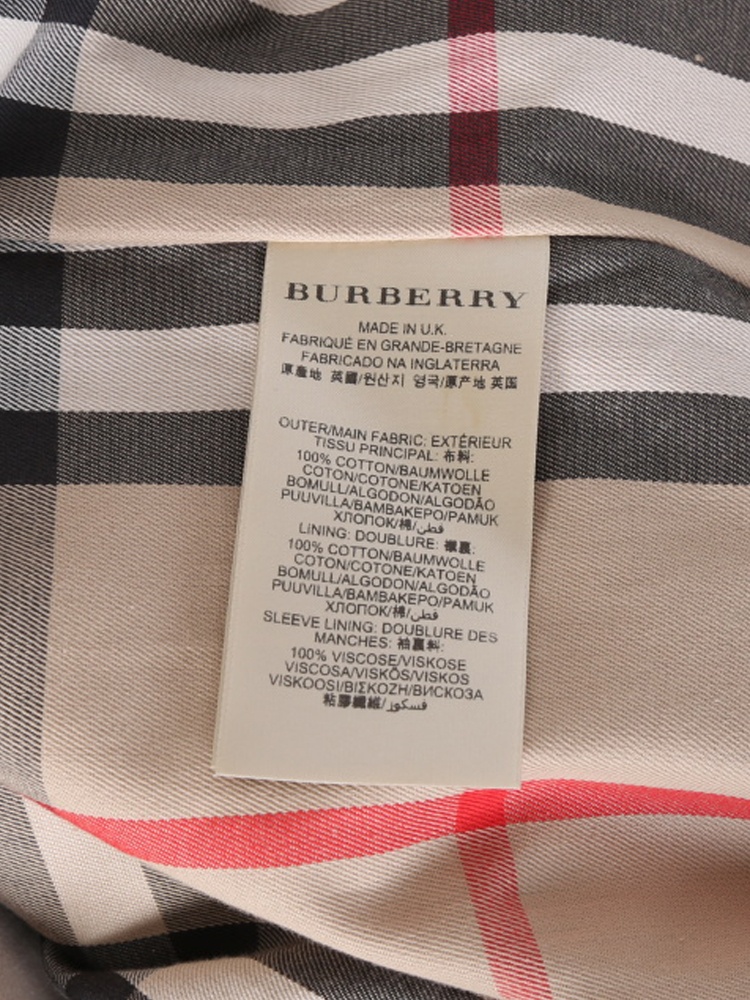 BURBERRY
MADE IN U.K.
FABRIQUÉ EN GRANDE-BRETAGNE
FABRICADO NA INGLATERRA
原產地 英國/원산지 영국/原产地 英国
OUTER/MAIN FABRIC: EXTÉRIEUR
TISSU PRINCIPAL: 布料:
100% COTTON/BAUMWOLLE
COTON/COTONE/KATOEN
BOMULL/ALGODON/ALGODÃO
PUUVILLA/ΒΑΜΒΑΚΕΡΟ/PAMUK
ХЛОПОК/棉/قطن
LINING: DOUBLURE: 襯裏:
100% COTTON/BAUMWOLLE
COTON/COTONE/KATOEN
BOMULL/ALGODON/ALGODÃO
PUUVILLA/ΒΑΜΒΑΚΕΡΟ/PAMUK
ХЛОПОК/棉/قطن
SLEEVE LINING: DOUBLURE DES
MANCHES: 袖裏料:
100% VISCOSE/VISKOSE
VISCOSA/VISKÓS/VISKOS
VISKOOSI/ΒΙΣΚΟΖΗ/ВИСКОЗА
粘膠纖維/فسكوز